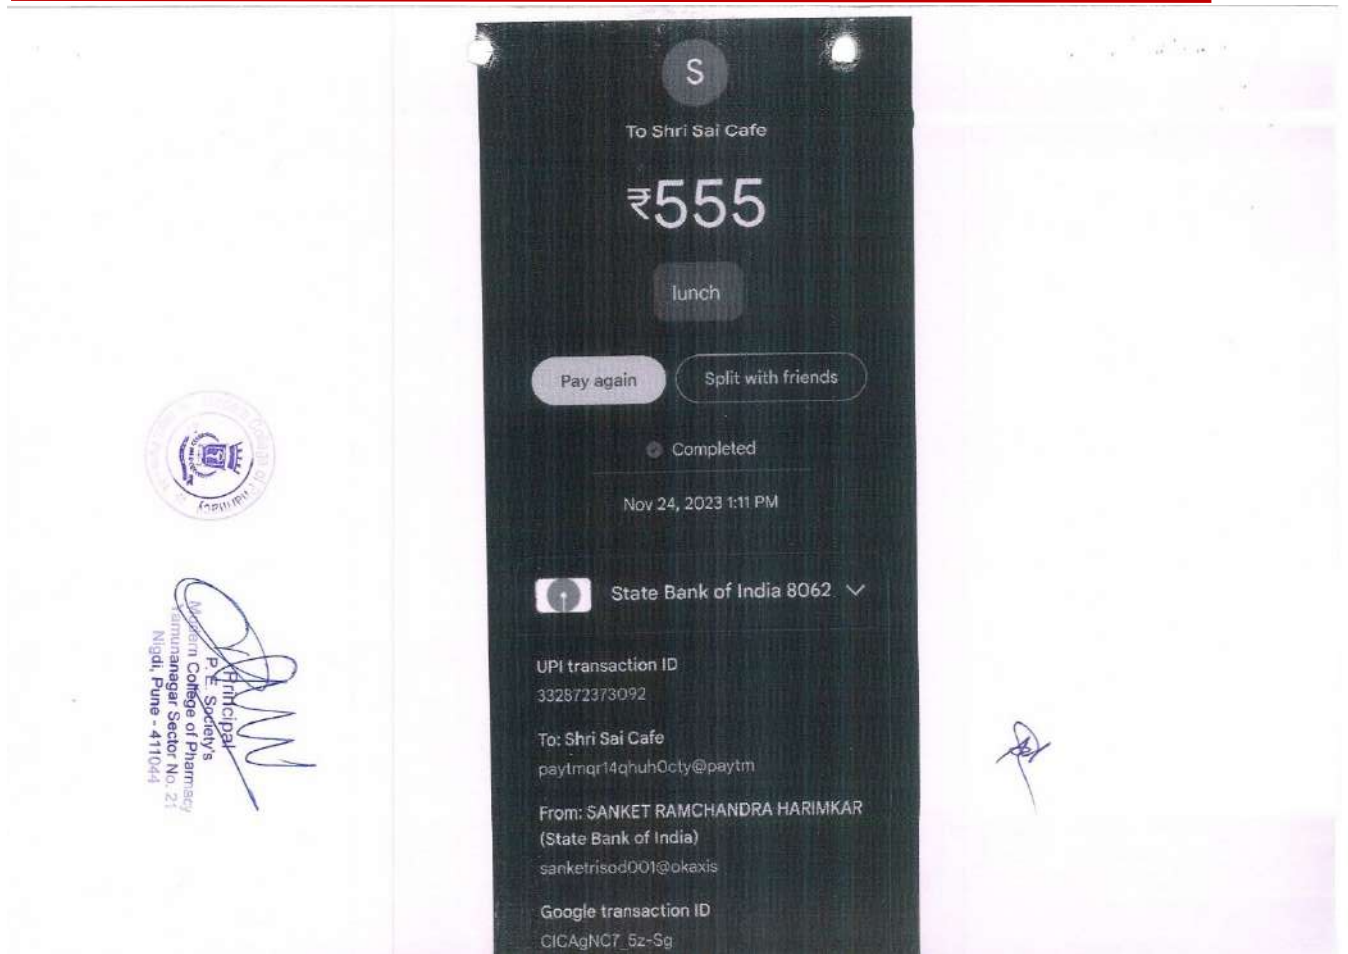 S
To Shri Sai Cafe
₹555
lunch
Pay again
Split with friends
Completed
Nov 24, 2023 1:11 PM
State Bank of India 8062
UPI transaction ID
332872373092
To: Shri Sai Cafe
paytmqr14qhuh0cty@paytm
From: SANKET RAMCHANDRA HARIMKAR
(State Bank of India)
sanketrisod001@okaxis
Google transaction ID
CICAgNC7_5z-Sg
Principal
P. E. Society's
Modern College of Pharmacy
Yamunanagar Sector No. 21
Nigdi, Pune - 411044